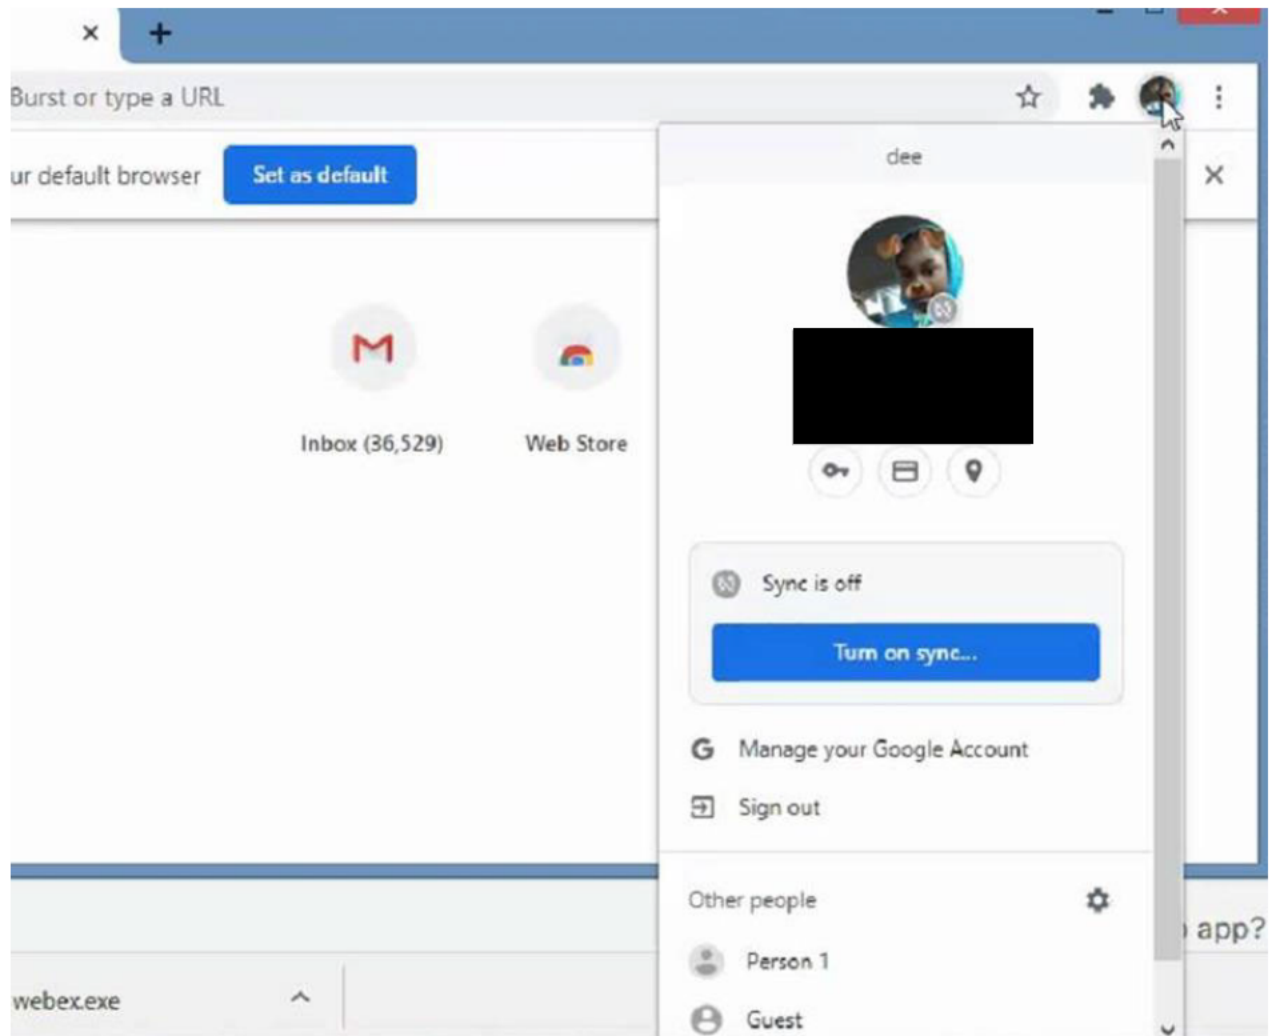 Burst or type a URL
ur default browser
Set as default
dee
Inbox (36,529)
Web Store
Sync is off
Turn on sync...
Manage your Google Account
Sign out
Other people
app?
Person 1
webex.exe
Guest